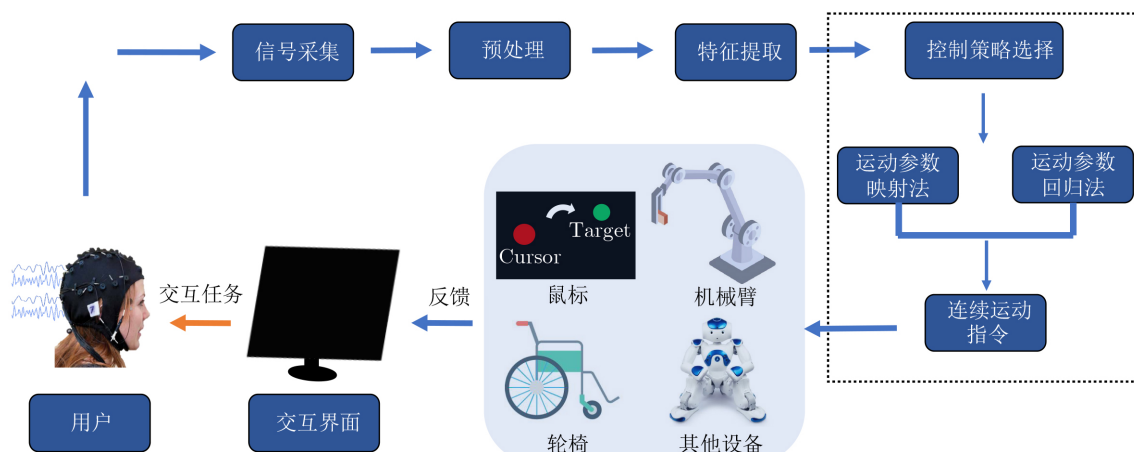 信号采集
预处理
特征提取
控制策略选择
运动参数
映射法
运动参数
回归法
Target
Cursor
鼠标
机械臂
交互任务
反馈
连续运动
指令
用户
交互界面
轮椅
其他设备